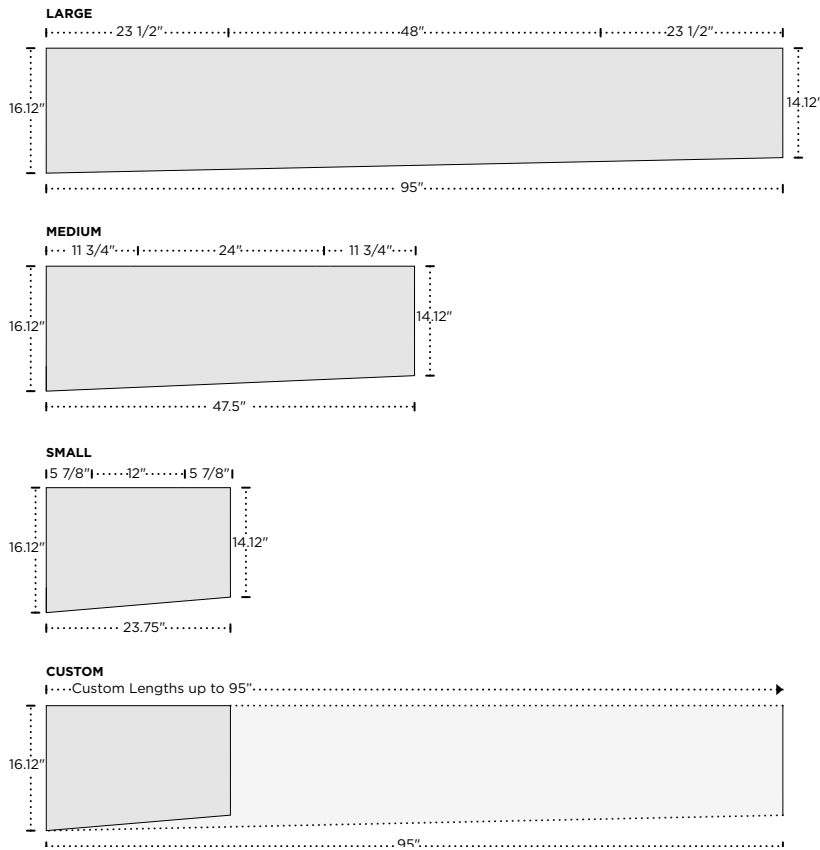 LARGE
23 1/2" 48" 23 1/2"
16.12" 14.12"
95"
MEDIUM
11 3/4" 24" 11 3/4"
16.12" 14.12"
47.5"
SMALL
5 7/8" 12" 5 7/8"
16.12" 14.12"
23.75"
CUSTOM
Custom Lengths up to 95"
16.12"
95"